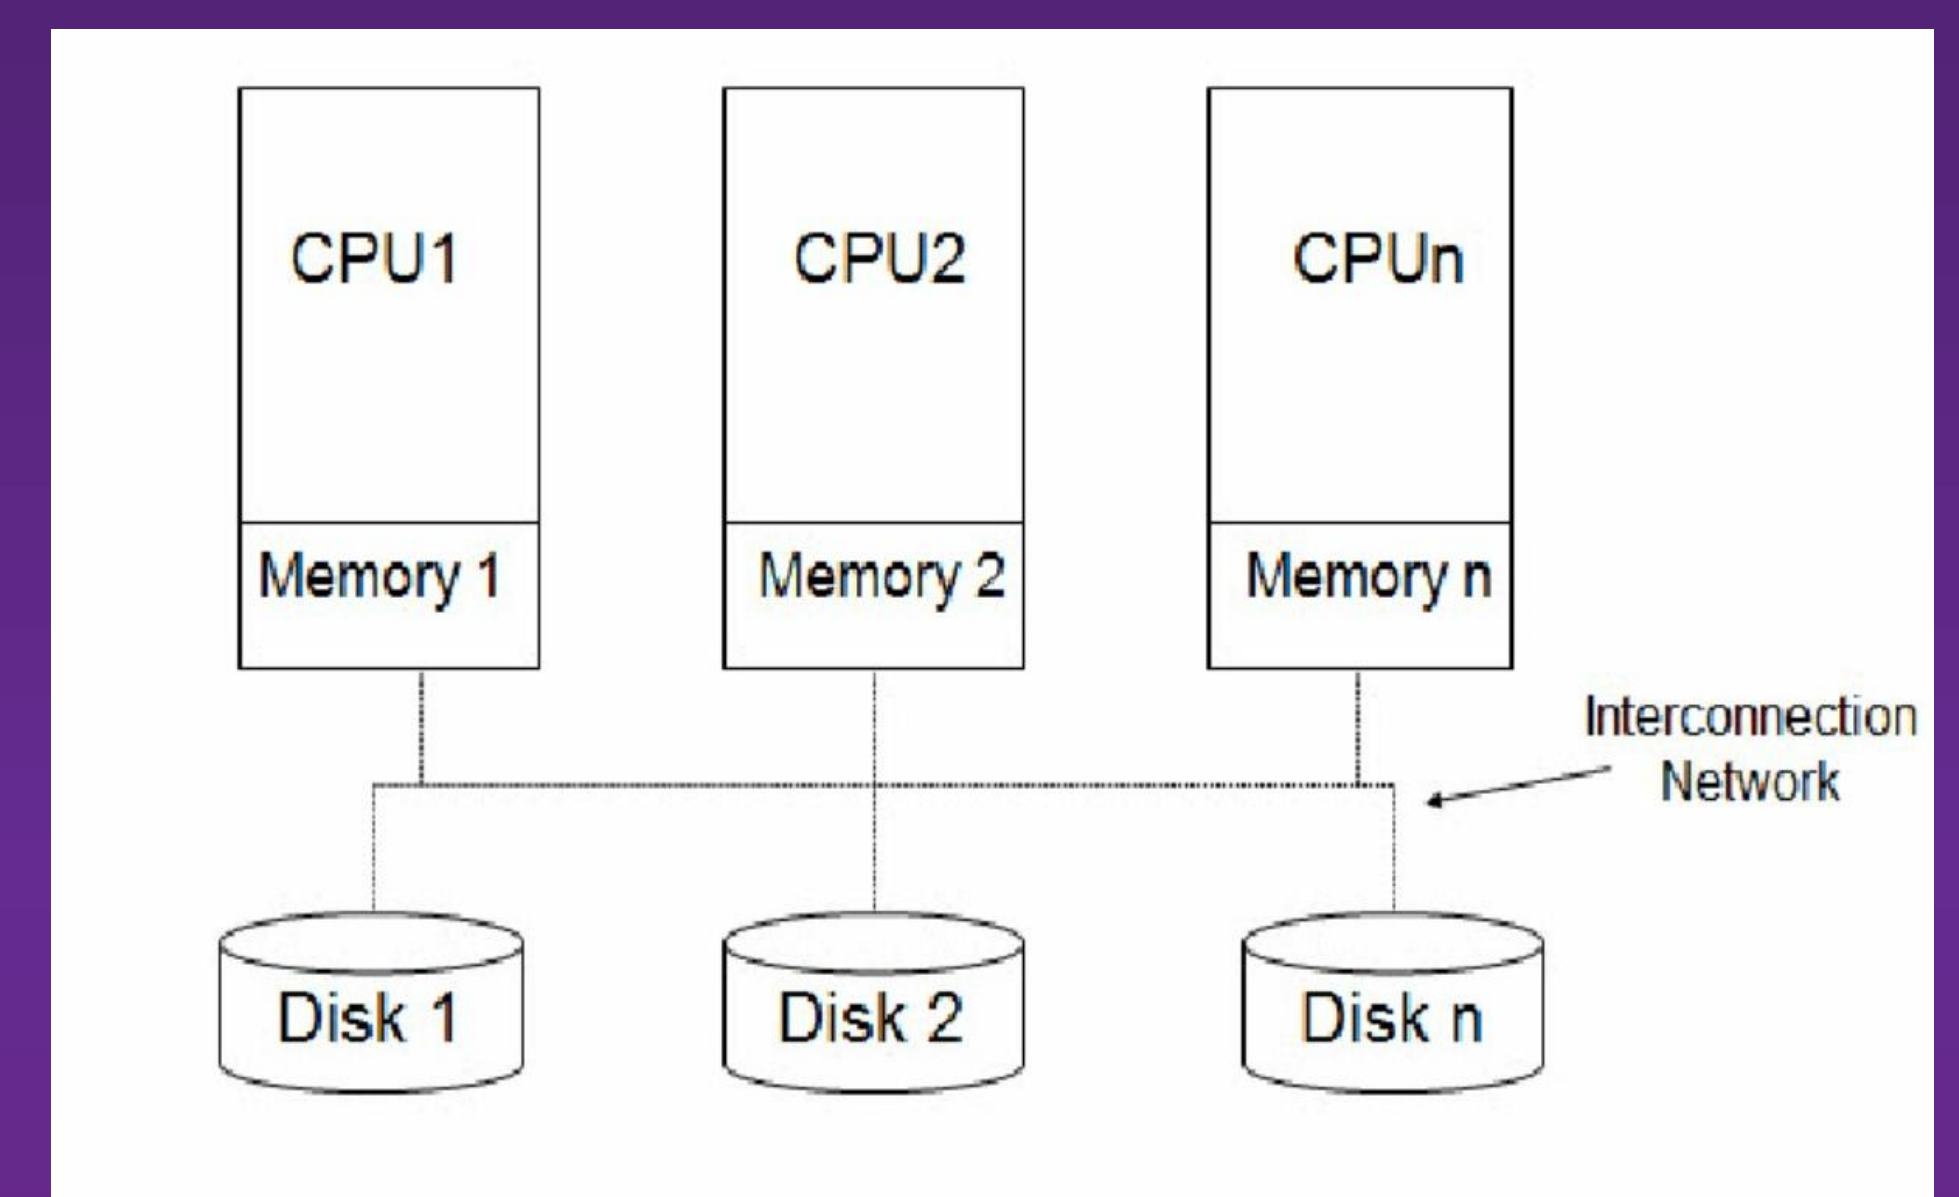 CPU1
CPU2
CPUn
Memory 1
Memory 2
Memory n
Interconnection
Network
Disk 1
Disk 2
Disk n